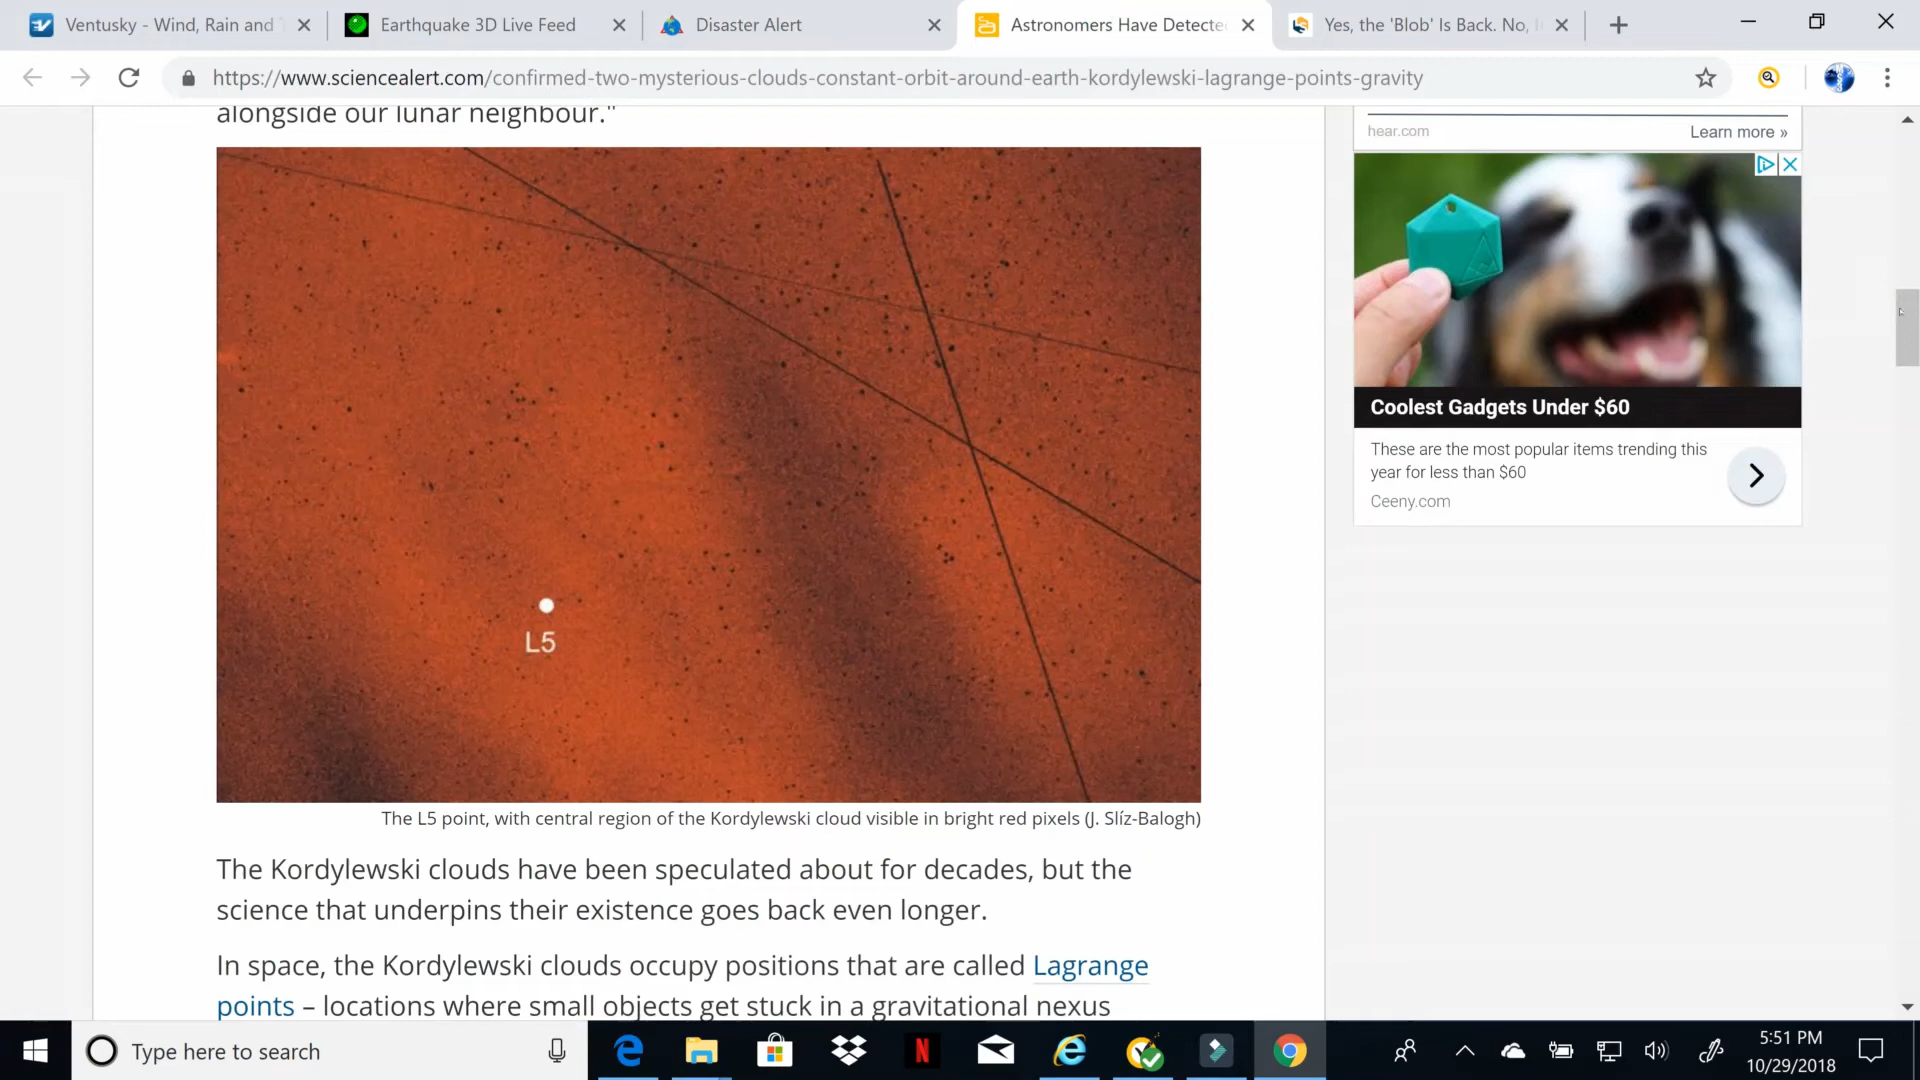 Ventusky - Wind, Rain and
Earthquake 3D Live Feed
Disaster Alert
Astronomers Have Detecte
Yes, the 'Blob' Is Back. No,
https://www.sciencealert.com/confirmed-two-mysterious-clouds-constant-orbit-around-earth-kordylewski-lagrange-points-gravity
alongside our lunar neighbour."
hear.com
Learn more »
L5
Coolest Gadgets Under $60
These are the most popular items trending this
year for less than $60
Ceeny.com
The L5 point, with central region of the Kordylewski cloud visible in bright red pixels (J. Slíz-Balogh)
The Kordylewski clouds have been speculated about for decades, but the
science that underpins their existence goes back even longer.
In space, the Kordylewski clouds occupy positions that are called Lagrange
points – locations where small objects get stuck in a gravitational nexus
Type here to search
N
5:51 PM
10/29/2018